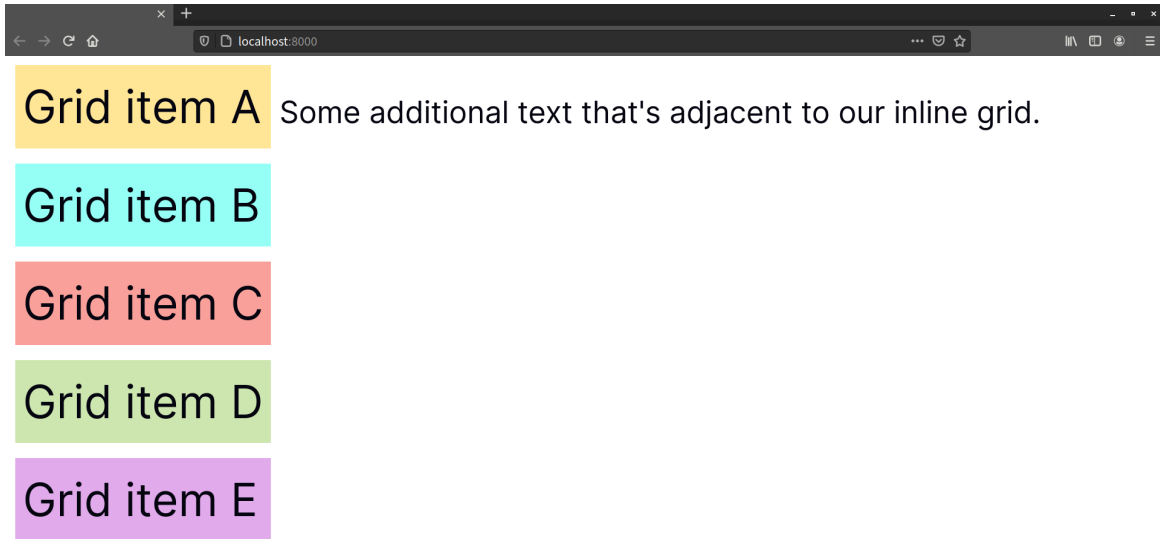 localhost:8000
Grid item A Some additional text that's adjacent to our inline grid.
Grid item B
Grid item C
Grid item D
Grid item E